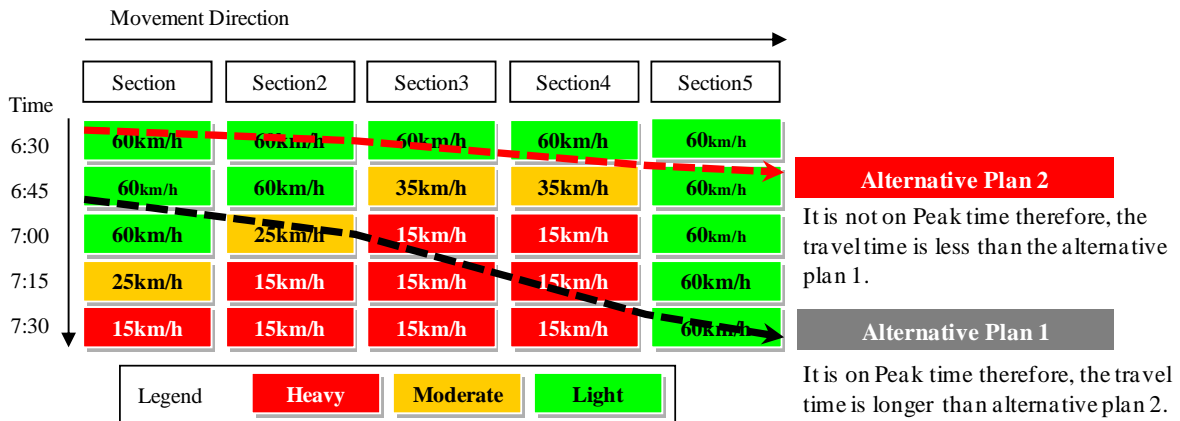 Movement Direction
Section Section2 Section3 Section4 Section5
Time
6:30 60km/h 60km/h 60km/h 60km/h 60km/h
6:45 60km/h 60km/h 35km/h 35km/h 60km/h
7:00 60km/h 25km/h 15km/h 15km/h 60km/h
7:15 25km/h 15km/h 15km/h 15km/h 60km/h
7:30 15km/h 15km/h 15km/h 15km/h 60km/h
Legend Heavy Moderate Light
Alternative Plan 2
It is not on Peak time therefore, the
travel time is less than the alternative
plan 1.
Alternative Plan 1
It is on Peak time therefore, the travel
time is longer than alternative plan 2.